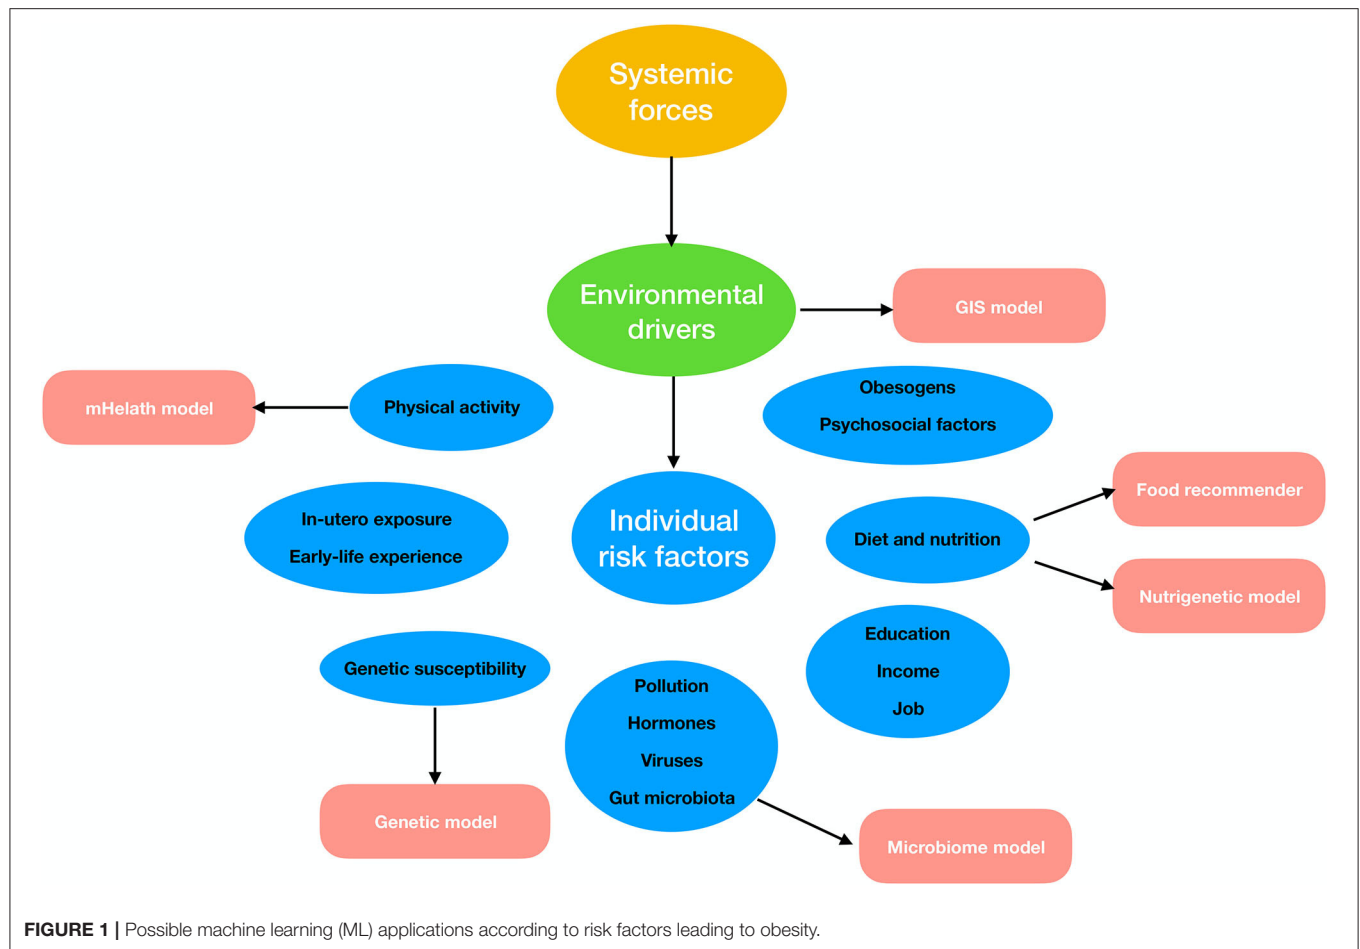 Systemic
forces
Environmental
drivers
GIS model
Obesogens
Psychosocial factors
mHelath model
Physical activity
Food recommender
In-utero exposure
Early-life experience
Individual
risk factors
Diet and nutrition
Nutrigenetic model
Education
Income
Job
Genetic susceptibility
Pollution
Hormones
Viruses
Gut microbiota
Genetic model
Microbiome model
FIGURE 1 | Possible machine learning (ML) applications according to risk factors leading to obesity.